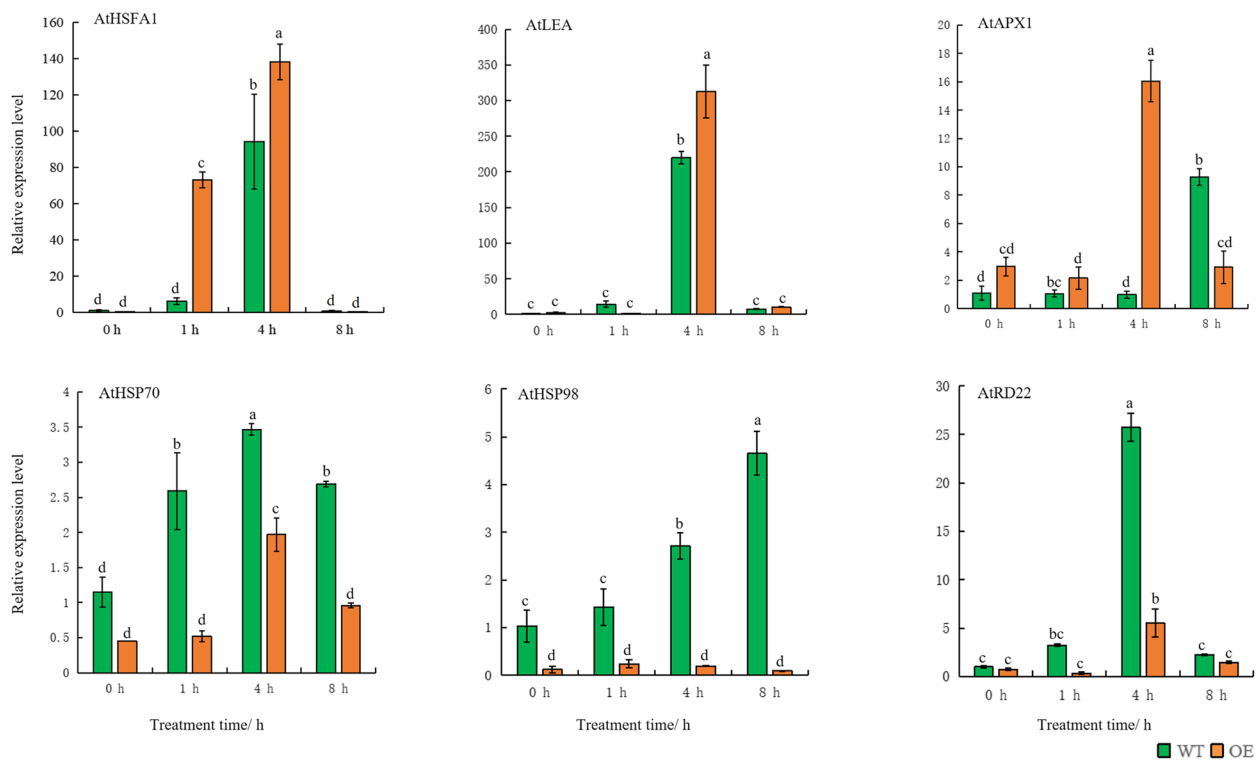 AtHSFA1
Relative expression level
160
140
120
100
80
60
40
20
0
d d
c
c
b
a
d d
0 h 1 h 4 h 8 h
AtLEA
400
350
300
250
200
150
100
50
0
c c
c c
b
a
c c
0 h 1 h 4 h 8 h
AtAPX1
20
18
16
14
12
10
8
6
4
2
0
d cd
bc d
d
a
b
cd
0 h 1 h 4 h 8 h
AtHSP70
Relative expression level
4
3.5
3
2.5
2
1.5
1
0.5
0
d d
b d
a c
b d
0 h 1 h 4 h 8 h
Treatment time/ h
AtHSP98
6
5
4
3
2
1
0
c d
c d
b d
a d
0 h 1 h 4 h 8 h
Treatment time/ h
AtRD22
30
25
20
15
10
5
0
c c
bc c
a b
c c
0 h 1 h 4 h 8 h
Treatment time/ h
WT OE